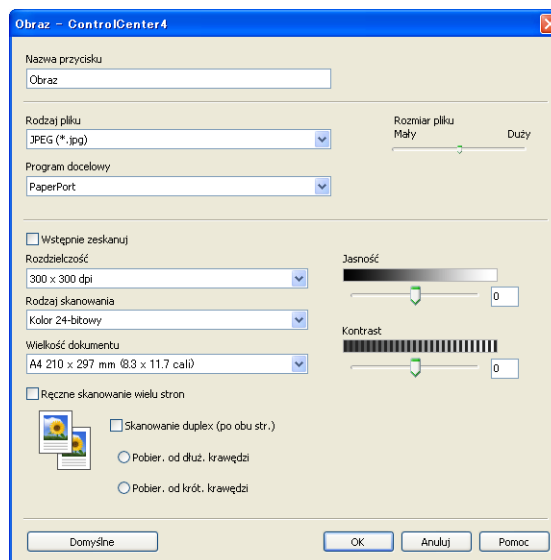 Obraz - ControlCenter4
Nazwa przycisku
Obraz
Rodzaj pliku
JPEG (*.jpg)
Rozmiar pliku
Mały Duży
Program docelowy
PaperPort
Wstępnie zeskanuj
Rozdzielczość
300 x 300 dpi
Jasność
0
Rodzaj skanowania
Kolor 24-bitowy
Kontrast
0
Wielkość dokumentu
A4 210 x 297 mm (8.3 x 11.7 cali)
Ręczne skanowanie wielu stron
Skanowanie duplex (po obu str.)
Pobier. od dłuż. krawędzi
Pobier. od krót. krawędzi
Domyślne OK Anuluj Pomoc